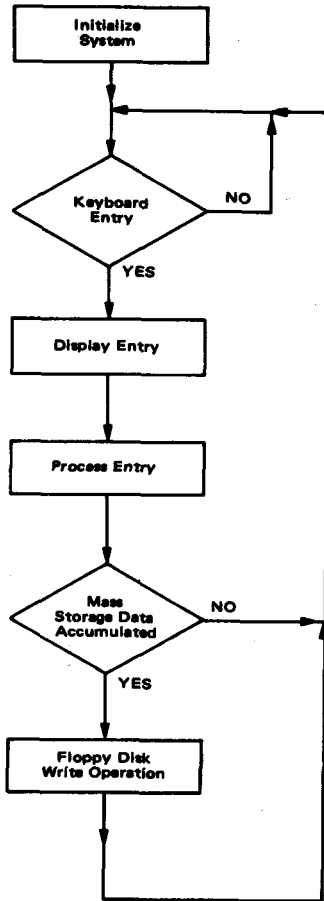 Initialize
System
Keyboard
Entry
NO
YES
Display Entry
Process Entry
Mass
Storage Data
Accumulated
NO
YES
Floppy Disk
Write Operation